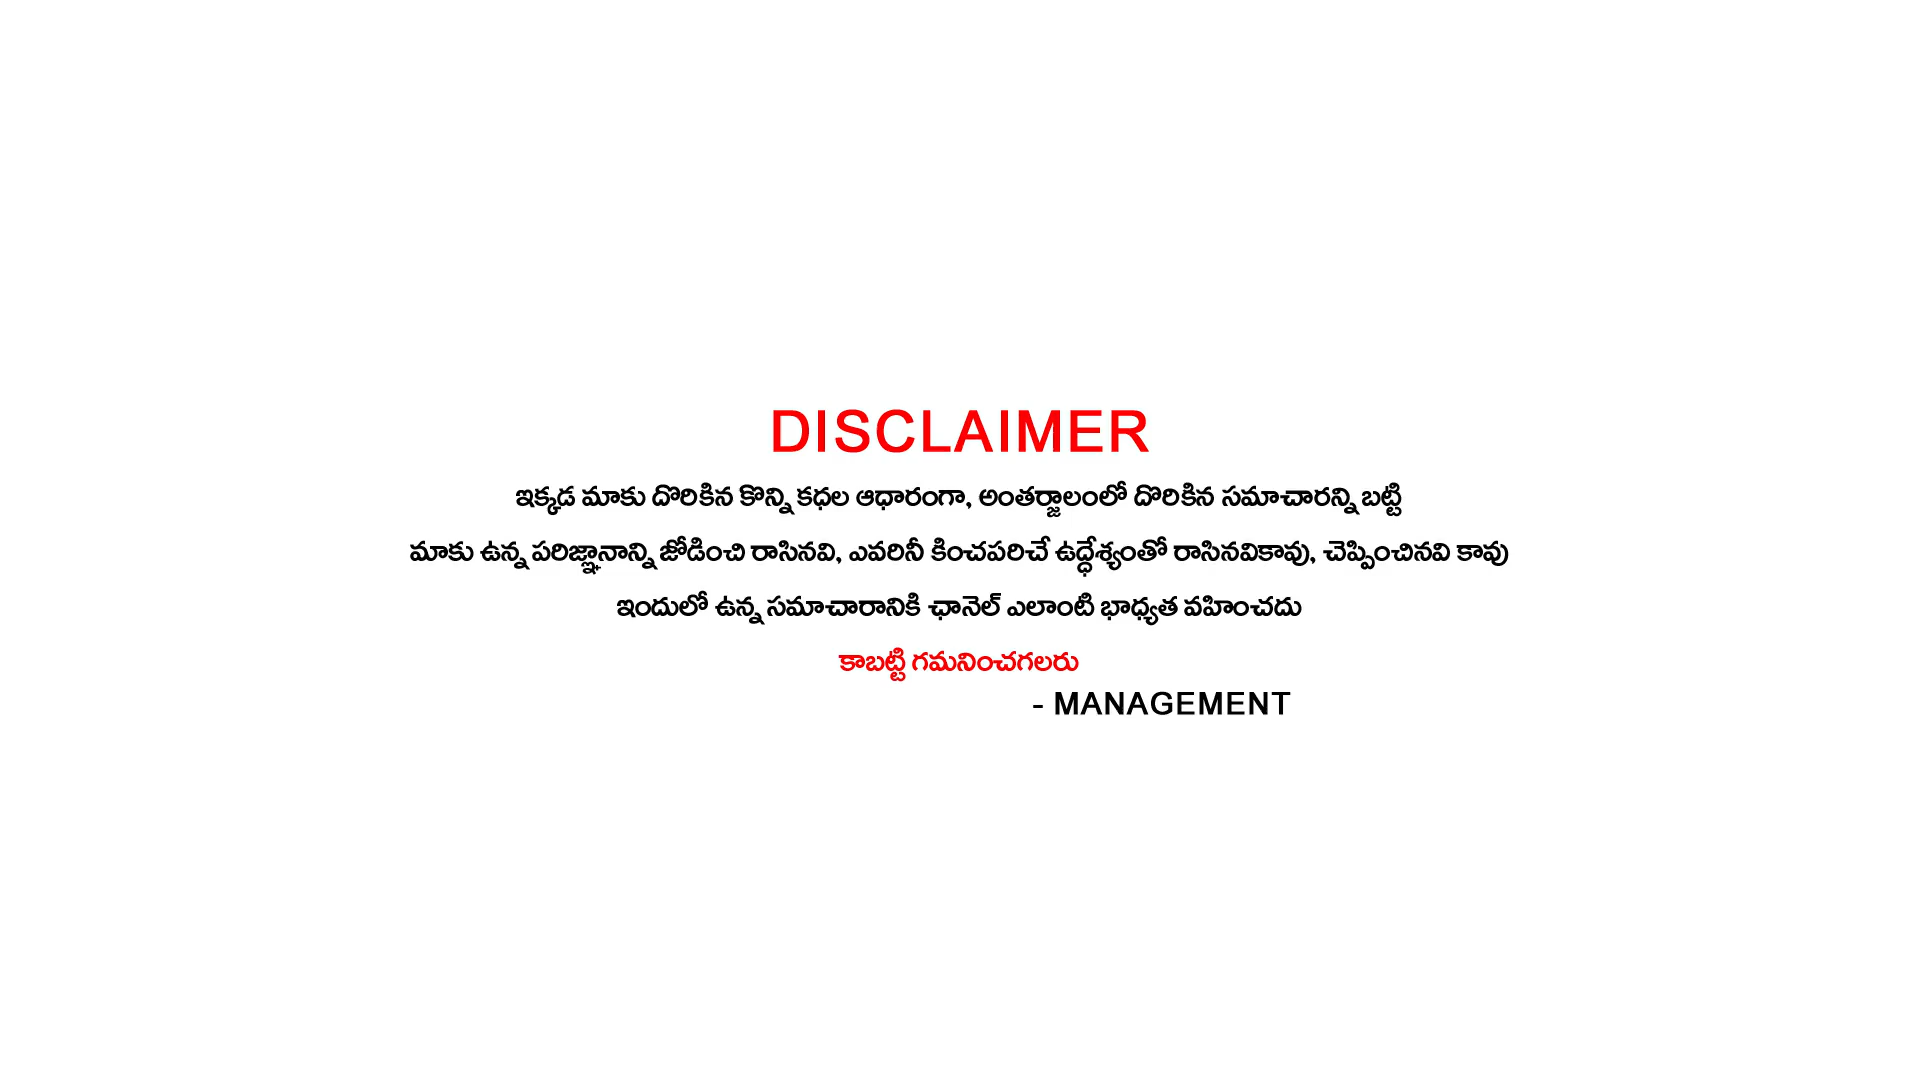 DISCLAIMER
ఇక్కడ మాకు దొరికిన కొన్ని కధల ఆధారంగా, అంతర్జాలంలో దొరికిన సమాచారన్ని బట్టి
మాకు ఉన్న పరిజ్ఞానాన్ని జోడించి రాసినవి, ఎవరినీ కించపరిచే ఉద్ధేశ్యంతో రాసినవికావు, చెప్పించినవి కావు
ఇందులో ఉన్న సమాచారానికి ఛానెల్ ఎలాంటి భాధ్యత వహించదు
కాబట్టి గమనించగలరు
- MANAGEMENT